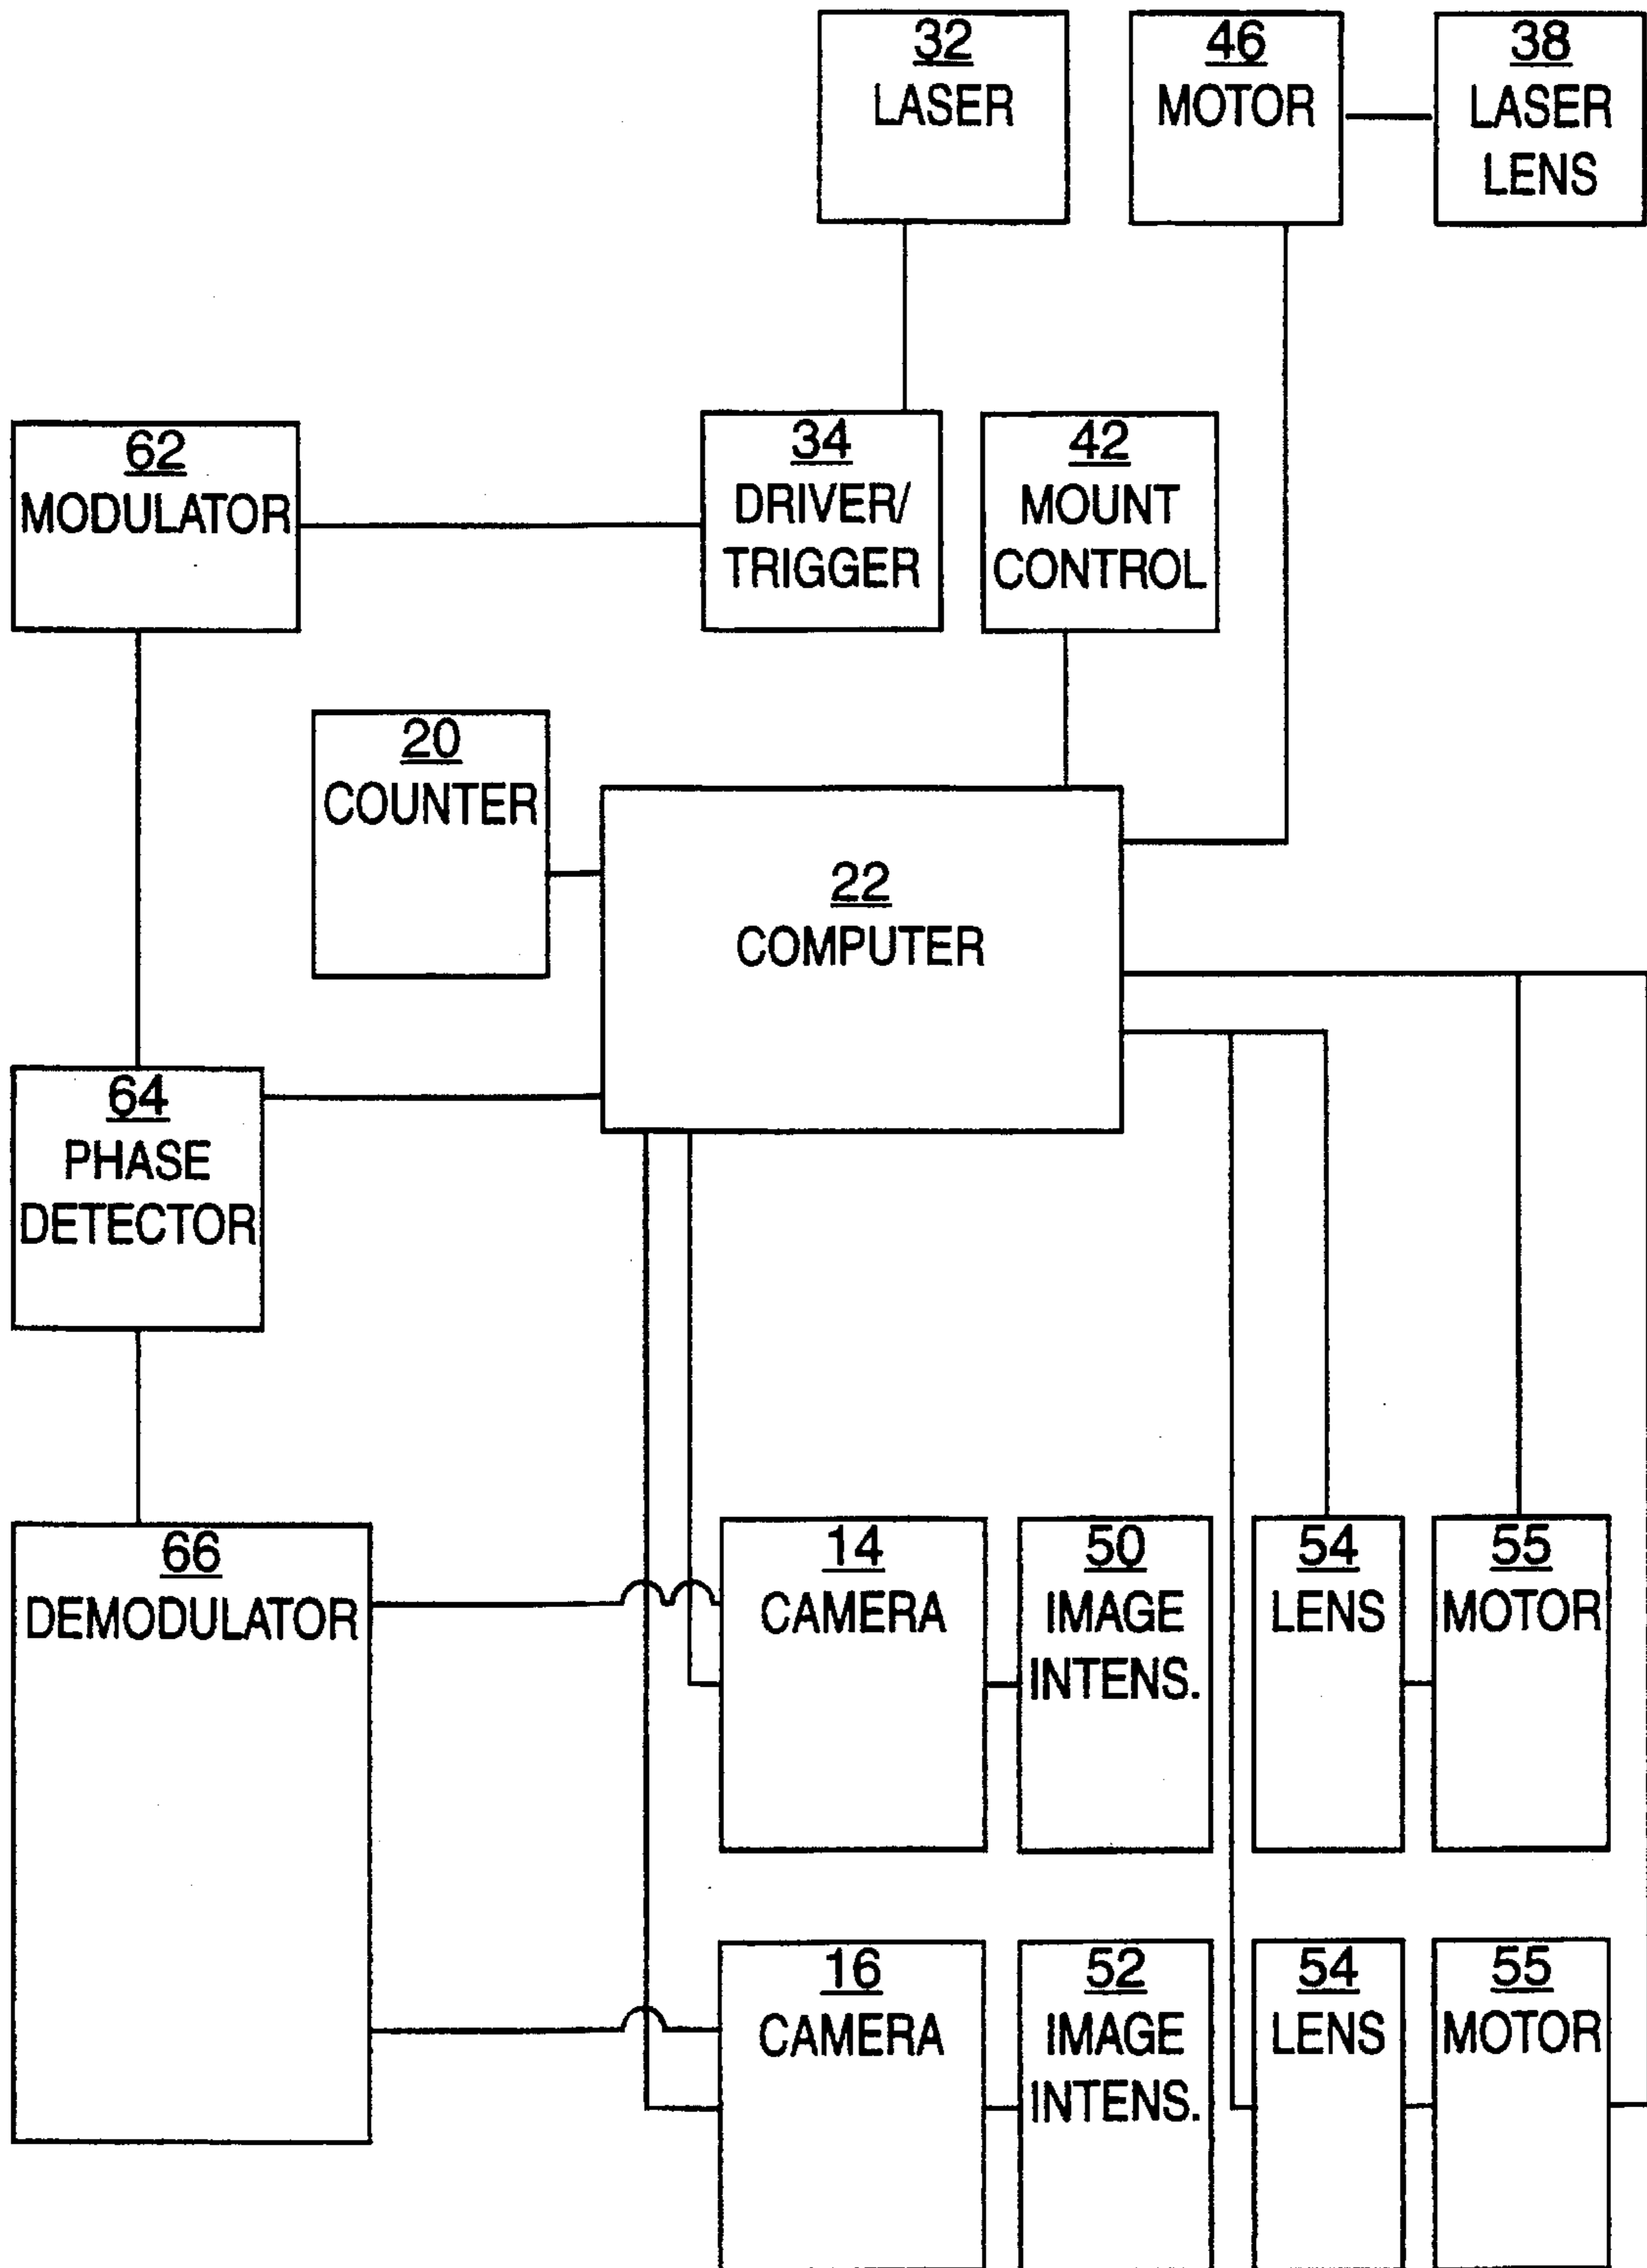 32
LASER
46
MOTOR
38
LASER
LENS
62
MODULATOR
34
DRIVER/
TRIGGER
42
MOUNT
CONTROL
20
COUNTER
22
COMPUTER
64
PHASE
DETECTOR
66
DEMODULATOR
14
CAMERA
50
IMAGE
INTENS.
54
LENS
55
MOTOR
16
CAMERA
52
IMAGE
INTENS.
54
LENS
55
MOTOR